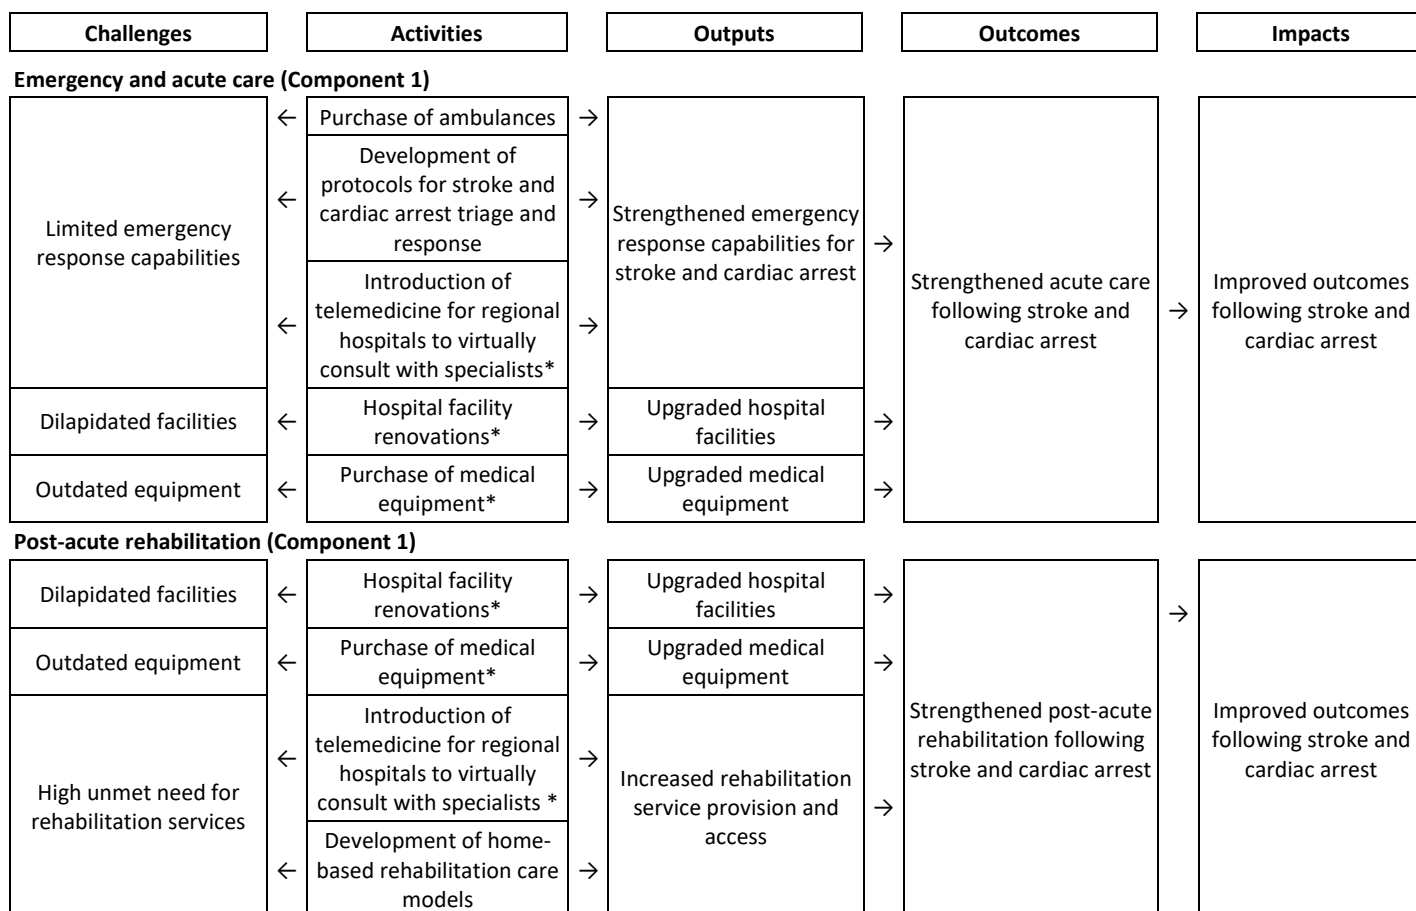 Challenges
Activities
Outputs
Outcomes
Impacts
Emergency and acute care (Component 1)
Limited emergency
response capabilities
←
Purchase of ambulances
→
←
Development of
protocols for stroke and
cardiac arrest triage and
response
→
←
Introduction of
telemedicine for regional
hospitals to virtually
consult with specialists*
→
Strengthened emergency
response capabilities for
stroke and cardiac arrest
→
Dilapidated facilities
←
Hospital facility
renovations*
→
Upgraded hospital
facilities
→
Outdated equipment
←
Purchase of medical
equipment*
→
Upgraded medical
equipment
→
Strengthened acute care
following stroke and
cardiac arrest
→
Improved outcomes
following stroke and
cardiac arrest
Post-acute rehabilitation (Component 1)
Dilapidated facilities
←
Hospital facility
renovations*
→
Upgraded hospital
facilities
→
Outdated equipment
←
Purchase of medical
equipment*
→
Upgraded medical
equipment
→
High unmet need for
rehabilitation services
←
Introduction of
telemedicine for regional
hospitals to virtually
consult with specialists *
→
←
Development of home-
based rehabilitation care
models
→
Increased rehabilitation
service provision and
access
→
Strengthened post-acute
rehabilitation following
stroke and cardiac arrest
→
Improved outcomes
following stroke and
cardiac arrest